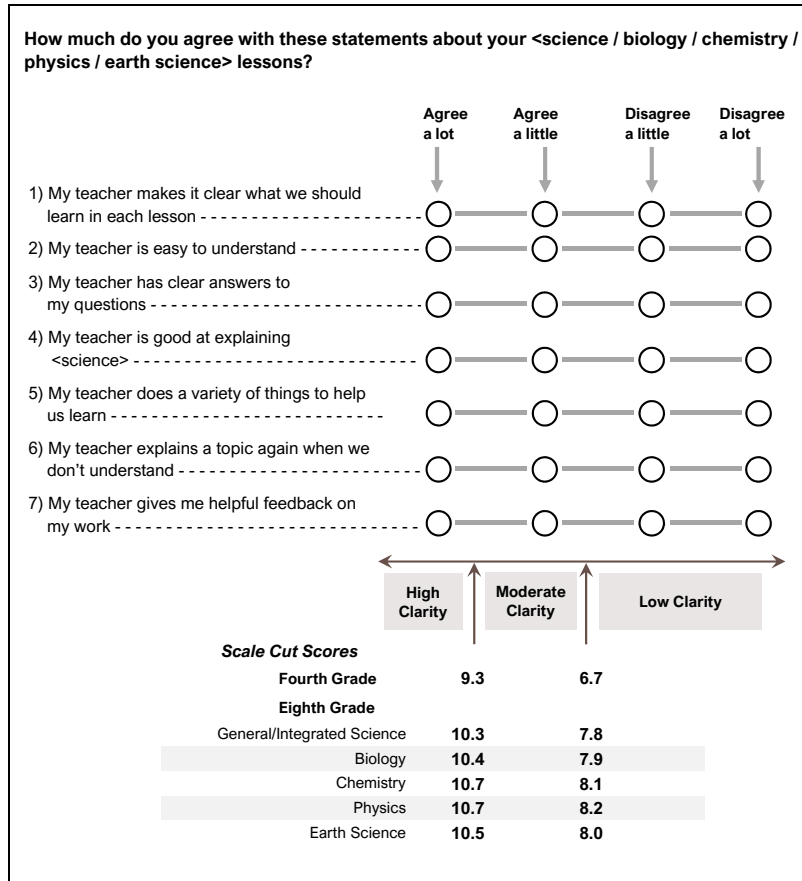 How much do you agree with these statements about your <science / biology / chemistry /
physics / earth science> lessons?
Agree
a lot
Agree
a little
Disagree
a little
Disagree
a lot
1) My teacher makes it clear what we should
learn in each lesson - - - - - - - - - - - - - - - - - - - - - - -
2) My teacher is easy to understand - - - - - - - - - - - - -
3) My teacher has clear answers to
my questions - - - - - - - - - - - - - - - - - - - - - - - - - - - -
4) My teacher is good at explaining
<science> - - - - - - - - - - - - - - - - - - - - - - - - - - - - - -
5) My teacher does a variety of things to help
us learn - - - - - - - - - - - - - - - - - - - - - - - - - - - -
6) My teacher explains a topic again when we
don’t understand - - - - - - - - - - - - - - - - - - - - - - - - -
7) My teacher gives me helpful feedback on
my work - - - - - - - - - - - - - - - - - - - - - - - - - - - - - - - -
High
Clarity
Moderate
Clarity
Low Clarity
Scale Cut Scores
Fourth Grade 9.3 6.7
Eighth Grade
General/Integrated Science 10.3 7.8
Biology 10.4 7.9
Chemistry 10.7 8.1
Physics 10.7 8.2
Earth Science 10.5 8.0